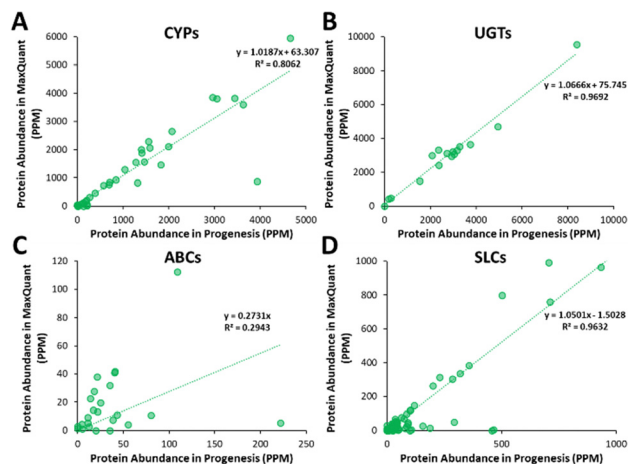 A
CYPs
Protein Abundance in MaxQuant
(PPM)
6000
5000
4000
3000
2000
1000
0
y = 1.0187x + 63.307
R² = 0.8062
0 1000 2000 3000 4000 5000
Protein Abundance in Progenesis (PPM)
B
UGTs
Protein Abundance in MaxQuant
(PPM)
10000
8000
6000
4000
2000
0
y = 1.0666x + 75.745
R² = 0.9692
0 2000 4000 6000 8000 10000
Protein Abundance in Progenesis (PPM)
C
ABCs
Protein Abundance in MaxQuant
(PPM)
120
100
80
60
40
20
0
y = 0.2731x
R² = 0.2943
0 50 100 150 200 250
Protein Abundance in Progenesis (PPM)
D
SLCs
Protein Abundance in MaxQuant
(PPM)
1000
800
600
400
200
0
y = 1.0501x - 1.5028
R² = 0.9632
0 500 1000
Protein Abundance in Progenesis (PPM)